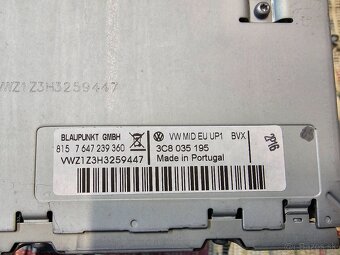 VWZ1Z3H3259447
BLAUPUNKT GMBH
815 7 647 239 360
VWZ1Z3H3259447
VW MID EU UP1 BVX
3C8 035 195
Made in Portugal